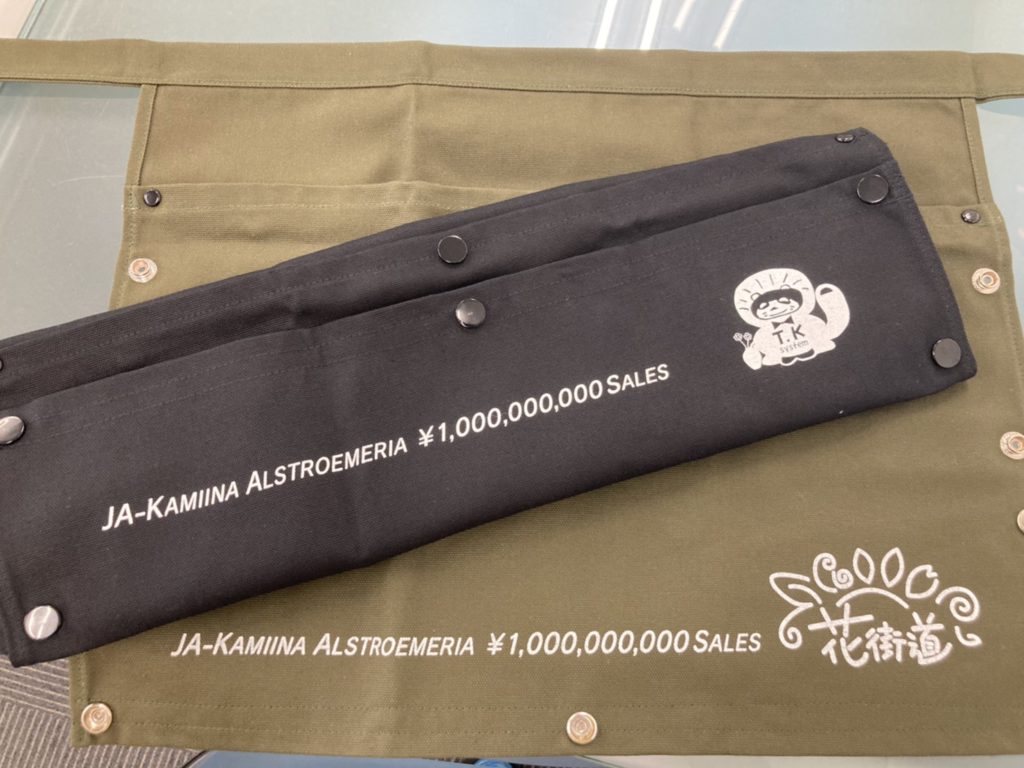 T.K
system
JA-KAMIINA ALSTROEMERIA ¥1,000,000,000 SALES
JA-KAMIINA ALSTROEMERIA ¥1,000,000,000 SALES
花街道